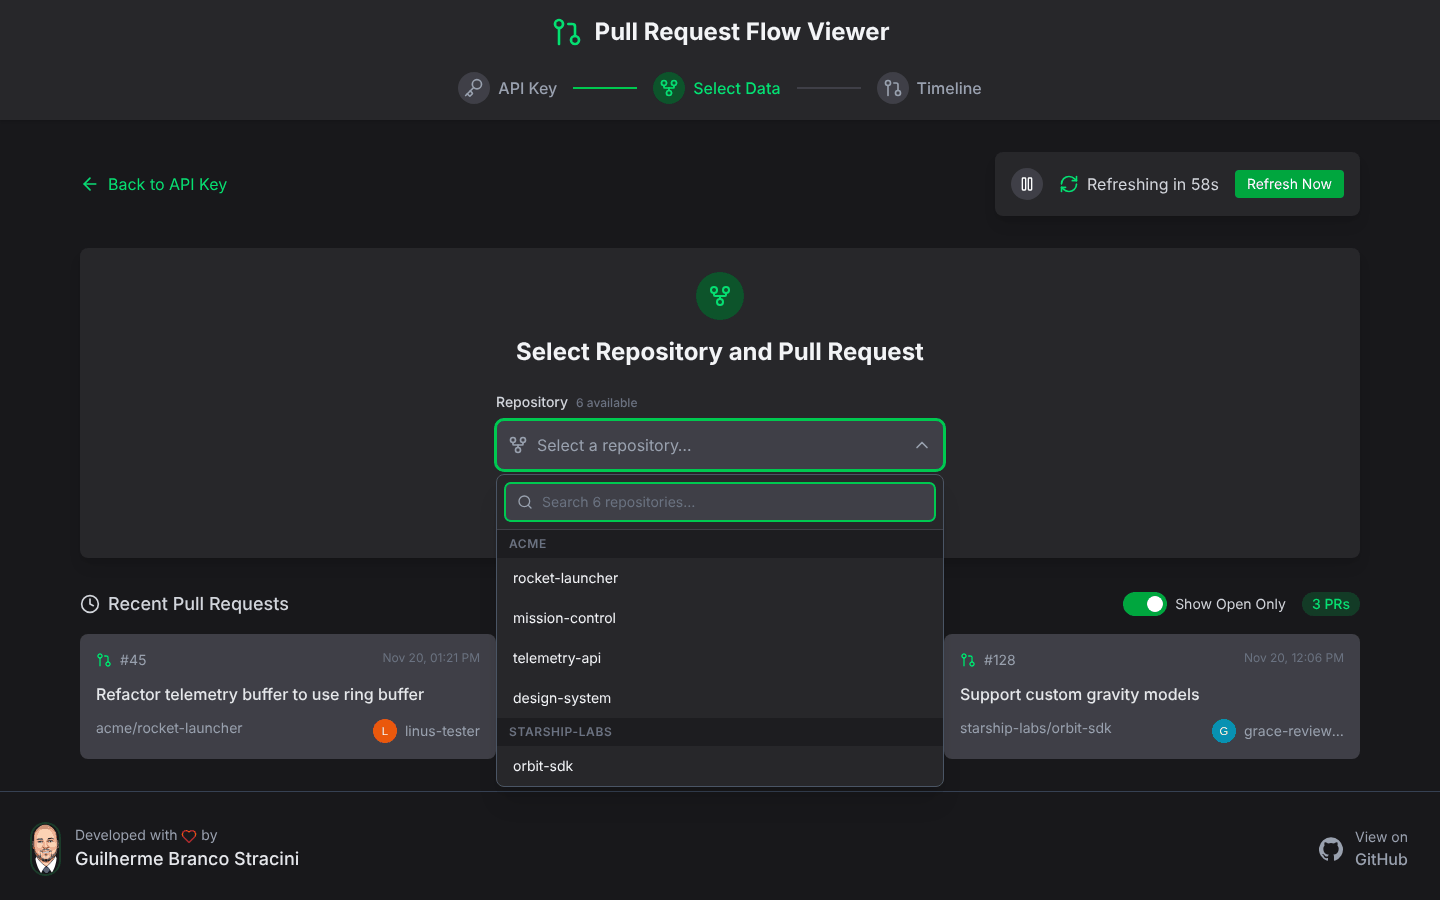 Pull Request Flow Viewer
API Key
Select Data
Timeline
Back to API Key
Refreshing in 58s
Refresh Now
Select Repository and Pull Request
Repository 6 available
Select a repository...
Search 6 repositories...
ACME
rocket-launcher
mission-control
telemetry-api
design-system
STARSHIP-LABS
orbit-sdk
Recent Pull Requests
Show Open Only
3 PRs
#45
Nov 20, 01:21 PM
Refactor telemetry buffer to use ring buffer
acme/rocket-launcher
L
linus-tester
#128
Nov 20, 12:06 PM
Support custom gravity models
starship-labs/orbit-sdk
G
grace-review...
Developed with by
Guilherme Branco Stracini
View on
GitHub